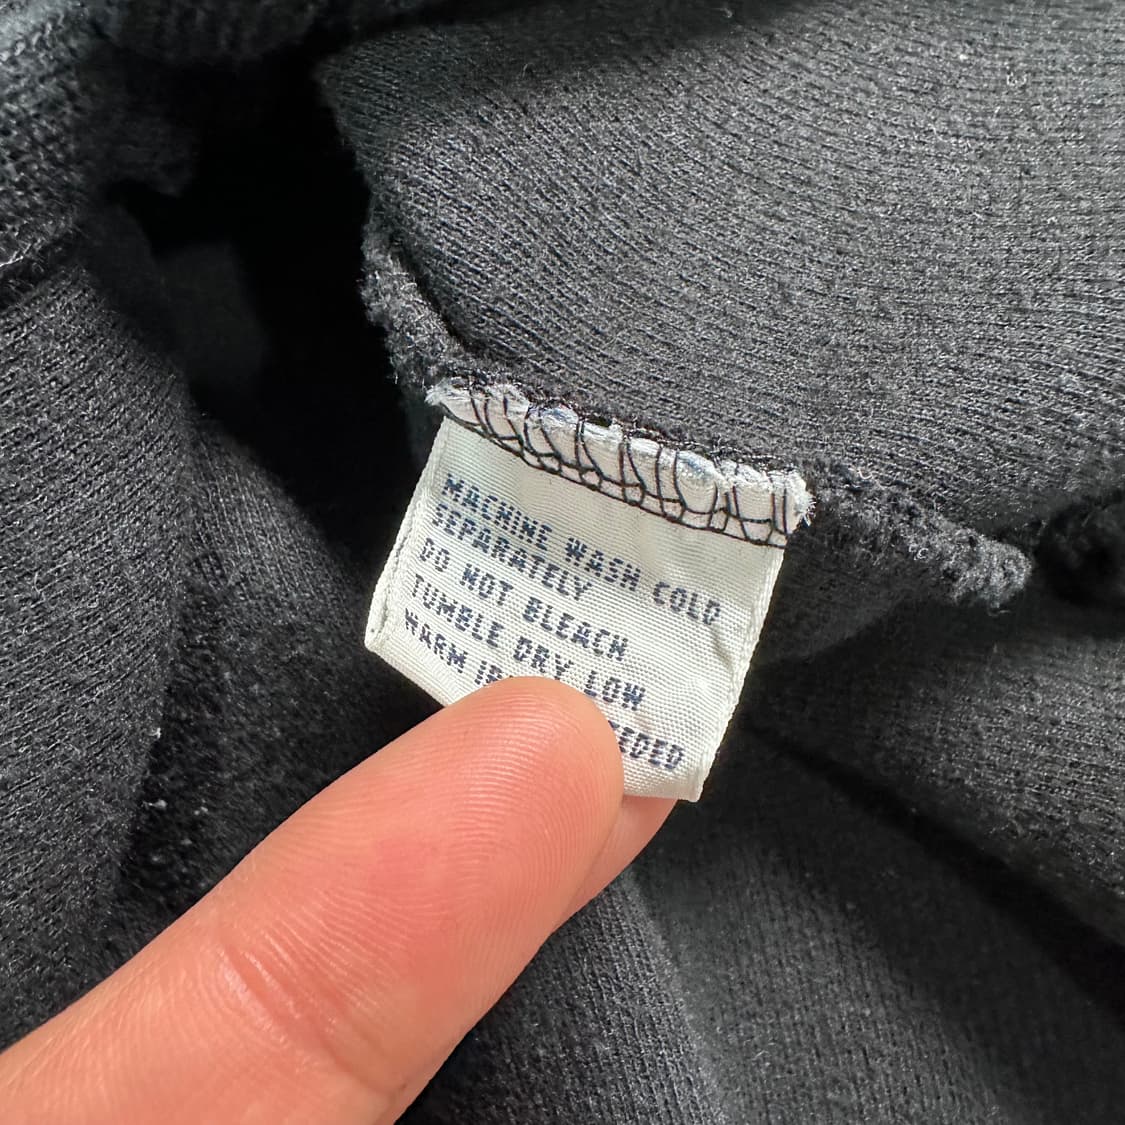 MACHINE WASH COLD
SEPARATELY
DO NOT BLEACH
TUMBLE DRY LOW
WARM